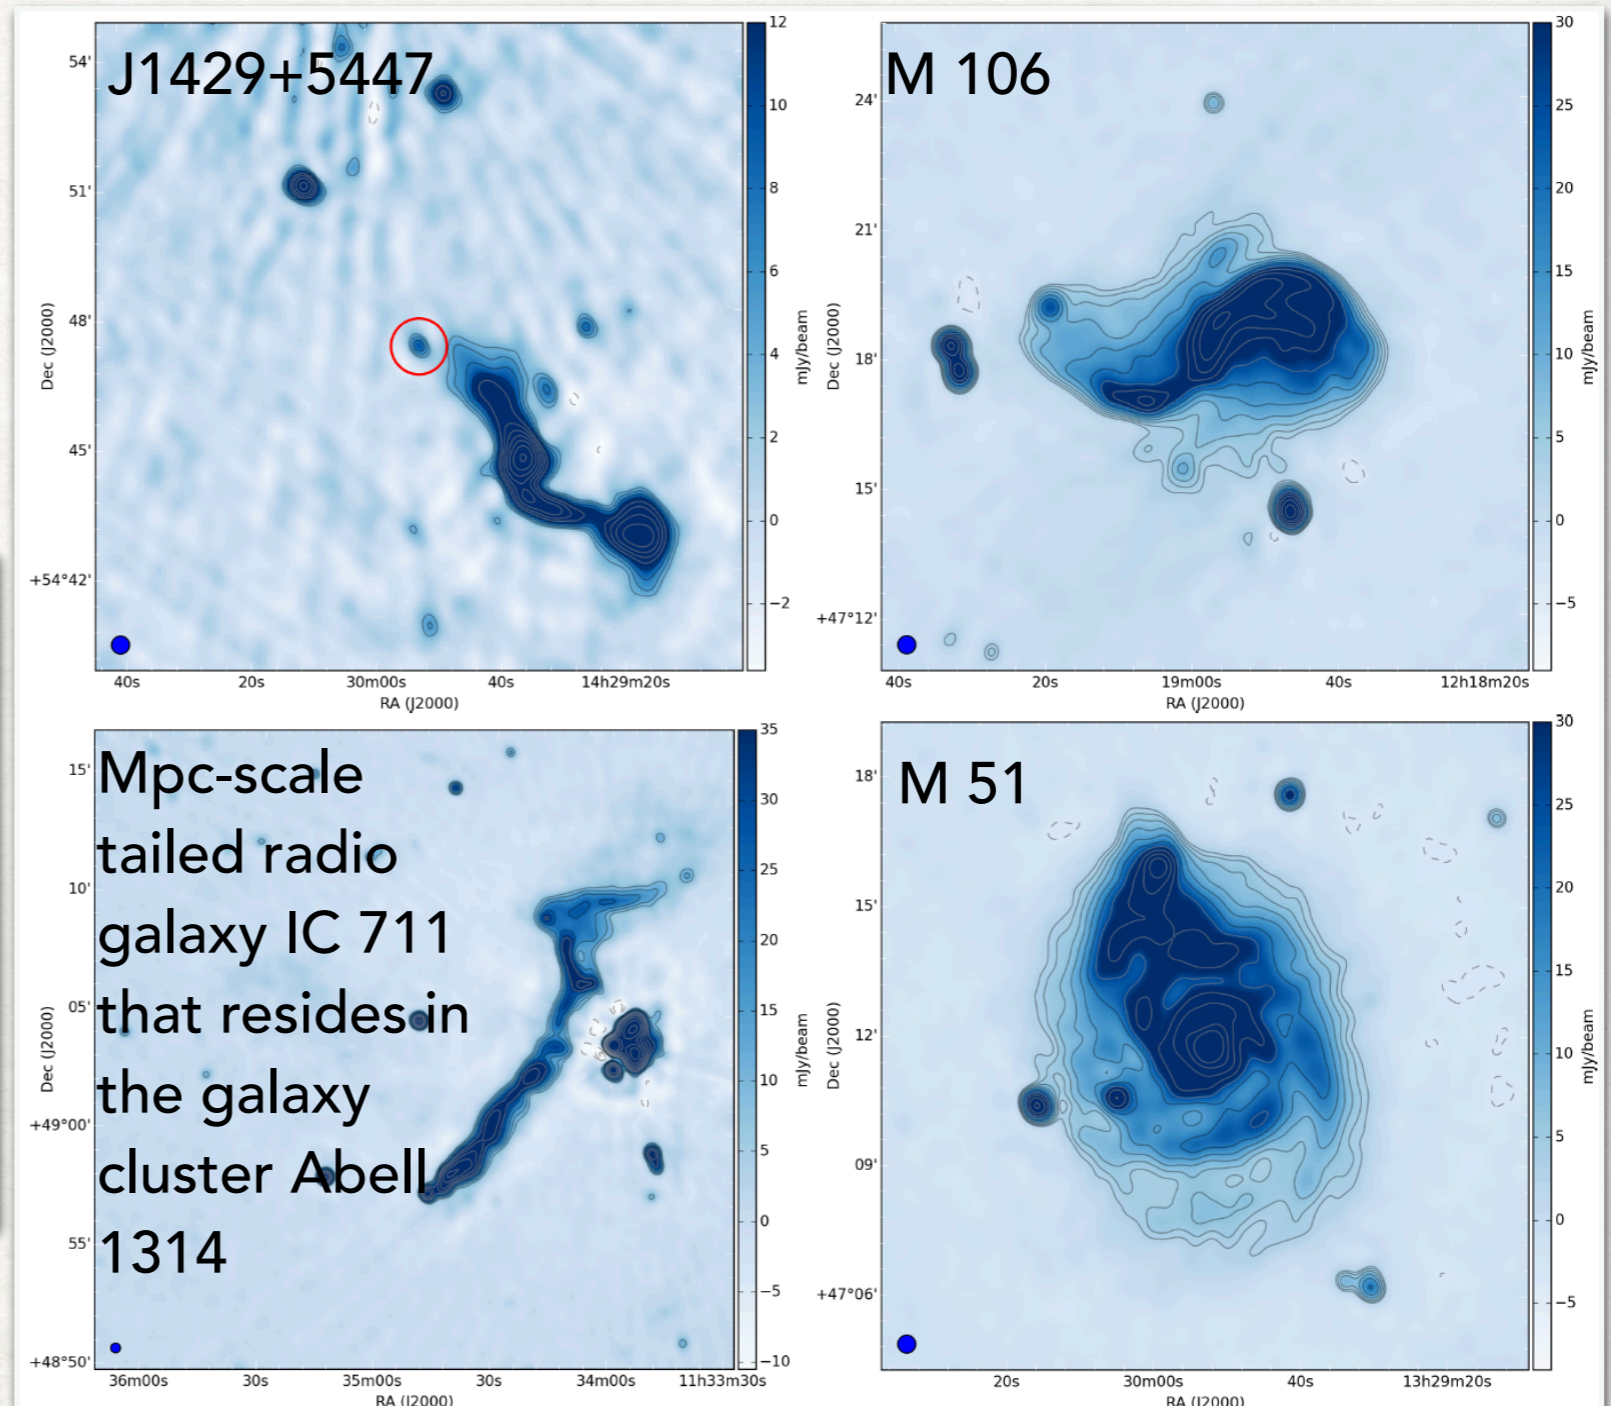 J1429+5447
54'
51'
48'
45'
+54°42'
Dec (J2000)
40s 20s 30m00s 40s 14h29m20s
RA (J2000)
12
10
8
6
4
2
0
−2
mJy/beam
M 106
24'
21'
18'
15'
+47°12'
Dec (J2000)
40s 20s 19m00s 40s 12h18m20s
RA (J2000)
30
25
20
15
10
5
0
−5
mJy/beam
Mpc-scale
tailed radio
galaxy IC 711
that resides in
the galaxy
cluster Abell
1314
15'
10'
05'
+49°00'
55'
+48°50'
Dec (J2000)
36m00s 30s 35m00s 30s 34m00s 11h33m30s
RA (J2000)
35
30
25
20
15
10
5
0
−5
−10
mJy/beam
M 51
18'
15'
12'
09'
+47°06'
Dec (J2000)
20s 30m00s 40s 13h29m20s
RA (J2000)
30
25
20
15
10
5
0
−5
mJy/beam